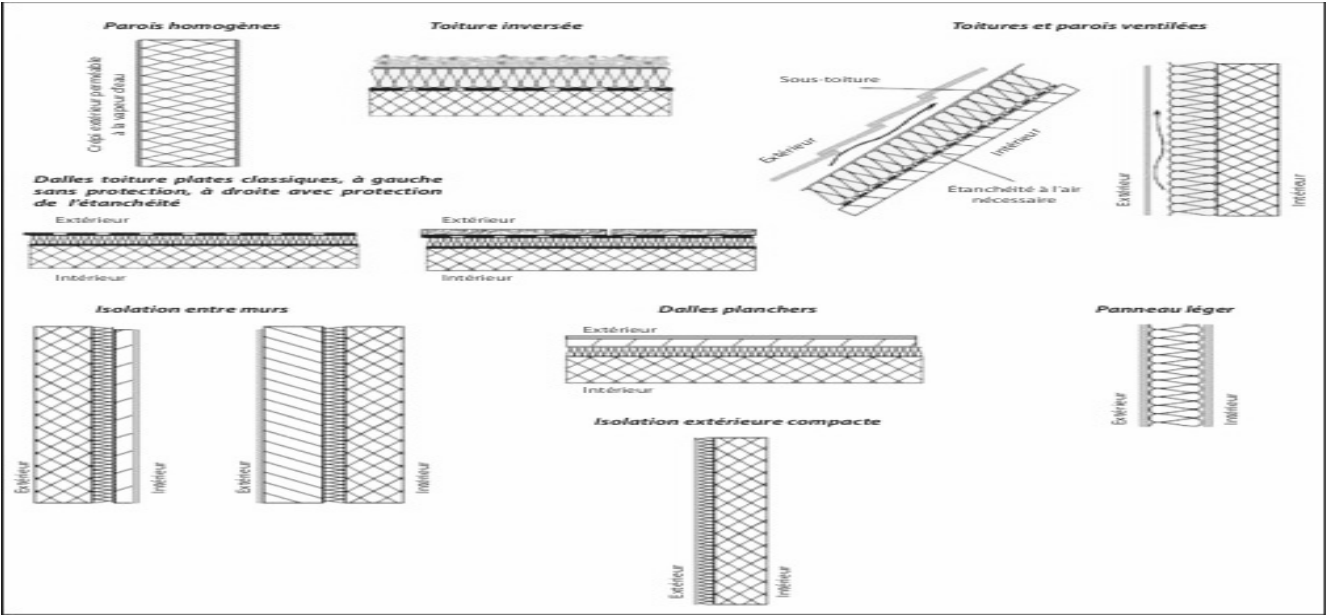 Parois homogènes
Crépi extérieur perméable
à la vapeur d'eau
Toiture inversée
Toitures et parois ventilées
Sous-toiture
Extérieur
Intérieur
Étanchéité à l'air
nécessaire
Extérieur
Intérieur
Dalles toiture plates classiques, à gauche
sans protection, à droite avec protection
de l'étanchéité
Extérieur
Intérieur
Extérieur
Intérieur
Isolation entre murs
Extérieur
Intérieur
Extérieur
Intérieur
Dalles planchers
Extérieur
Intérieur
Panneau léger
Extérieur
Intérieur
Isolation extérieure compacte
Extérieur
Intérieur